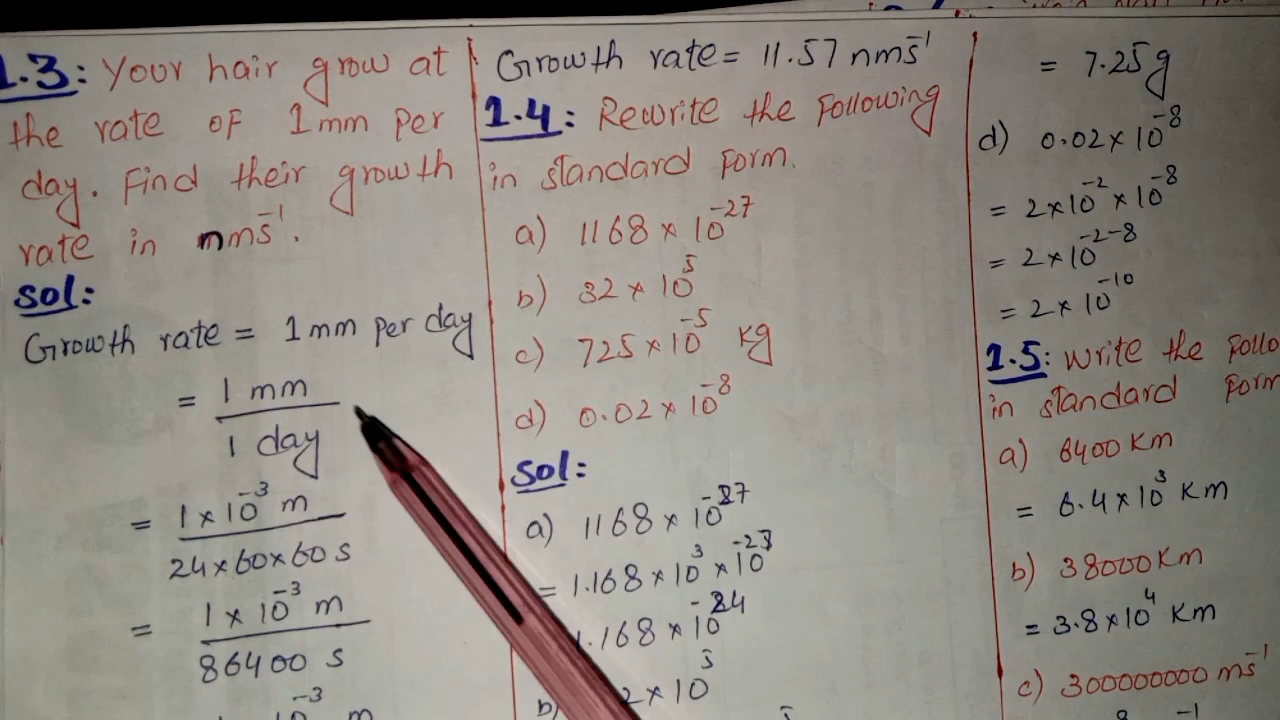 1.3: Your hair grow at
the rate of 1mm per
day. Find their growth
rate in nms⁻¹.
Sol:
Growth rate = 1mm per day
= 1 mm / 1 day
= 1×10⁻³ m / 24×60×60 s
= 1×10⁻³ m / 86400 s
⁻³ m
Growth rate = 11.57 nms⁻¹
1.4: Rewrite the Following
in standard Form.
a) 1168 × 10⁻²⁷
b) 32 × 10⁵
c) 725 × 10⁻⁵ kg
d) 0.02 × 10⁻⁸
Sol:
a) 1168 × 10⁻²⁷
= 1.168 × 10³ × 10⁻²⁷
1.168 × 10⁻²⁴
b) 2 × 10⁵
= 7.25g
d) 0.02 × 10⁻⁸
= 2×10⁻² × 10⁻⁸
= 2×10⁻²⁻⁸
= 2 × 10⁻¹⁰
1.5: Write the Follo
in standard Form
a) 6400 Km
= 6.4 × 10³ Km
b) 38000 Km
= 3.8 × 10⁴ Km
c) 300000000 ms⁻¹
⁸ ⁻¹